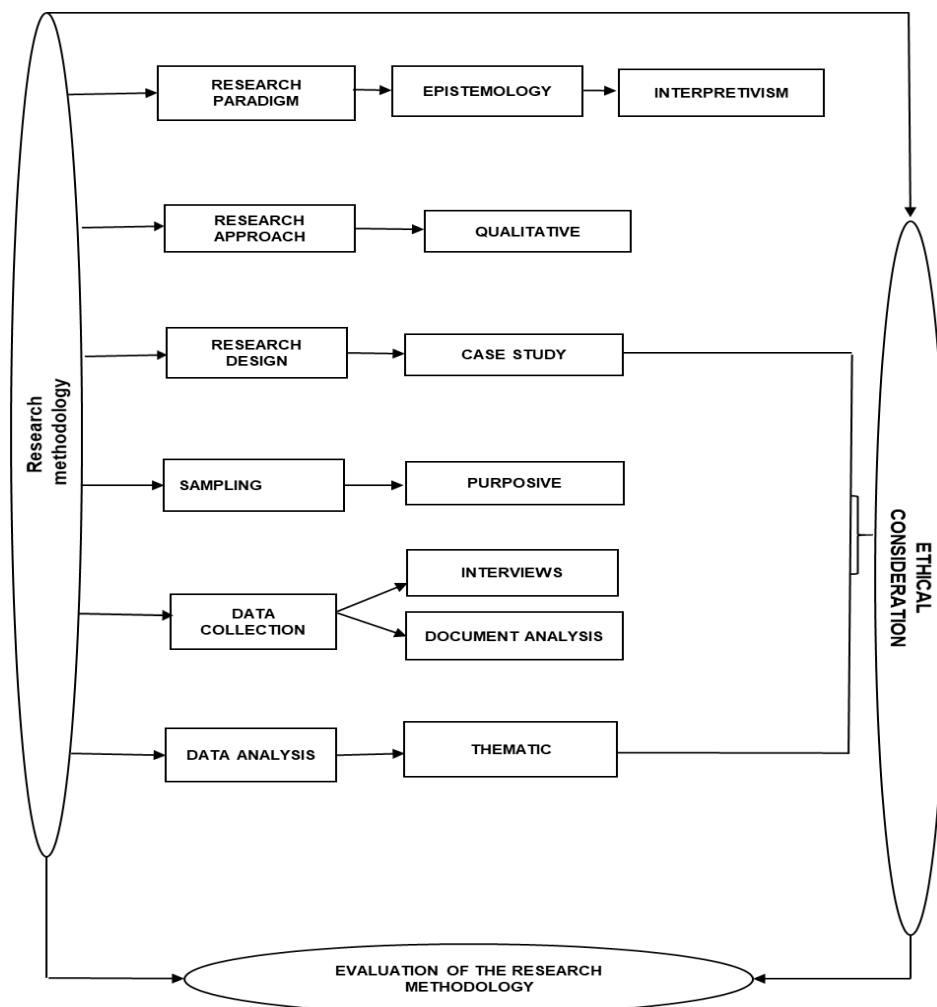 RESEARCH
PARADIGM
EPISTEMOLOGY
INTERPRETIVISM
RESEARCH
APPROACH
QUALITATIVE
RESEARCH
DESIGN
CASE STUDY
Research
methodology
SAMPLING
PURPOSIVE
INTERVIEWS
DATA
COLLECTION
DOCUMENT ANALYSIS
DATA ANALYSIS
THEMATIC
ETHICAL
CONSIDERATION
EVALUATION OF THE RESEARCH
METHODOLOGY